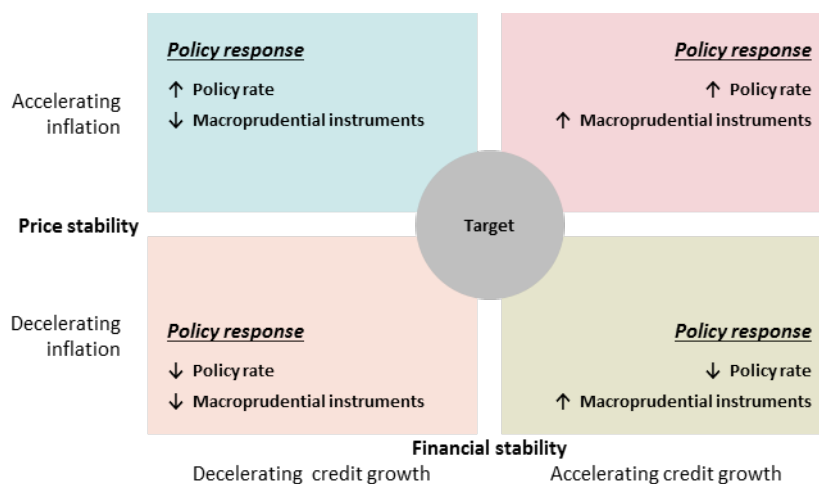 Policy response
↑ Policy rate
↓ Macroprudential instruments
Policy response
↑ Policy rate
↑ Macroprudential instruments
Accelerating
inflation
Price stability
Target
Decelerating
inflation
Policy response
↓ Policy rate
↓ Macroprudential instruments
Policy response
↓ Policy rate
↑ Macroprudential instruments
Financial stability
Decelerating credit growth
Accelerating credit growth